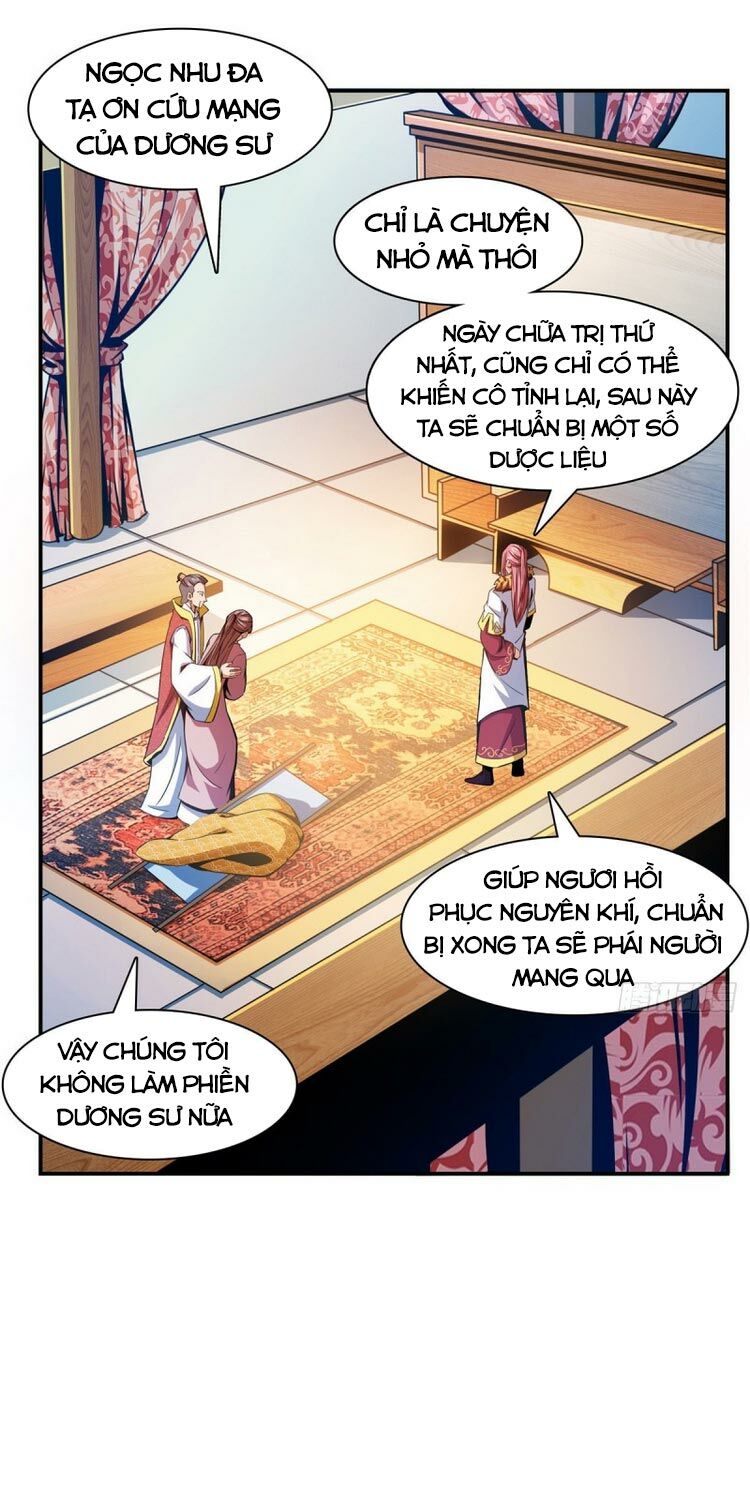 NGỌC NHU ĐA
TẠ ƠN CỨU MẠNG
CỦA DƯƠNG SƯ
CHỈ LÀ CHUYỆN
NHỎ MÀ THÔI
NGÀY CHỮA TRỊ THỨ
NHẤT, CŨNG CHỈ CÓ THỂ
KHIẾN CÔ TỈNH LẠI, SAU NÀY
TA SẼ CHUẨN BỊ MỘT SỐ
DƯỢC LIỆU
GIÚP NGƯƠI HỒI
PHỤC NGUYÊN KHÍ, CHUẨN
BỊ XONG TA SẼ PHÁI NGƯỜI
MANG QUA
VẬY CHÚNG TÔI
KHÔNG LÀM PHIỀN
DƯƠNG SƯ NỮA